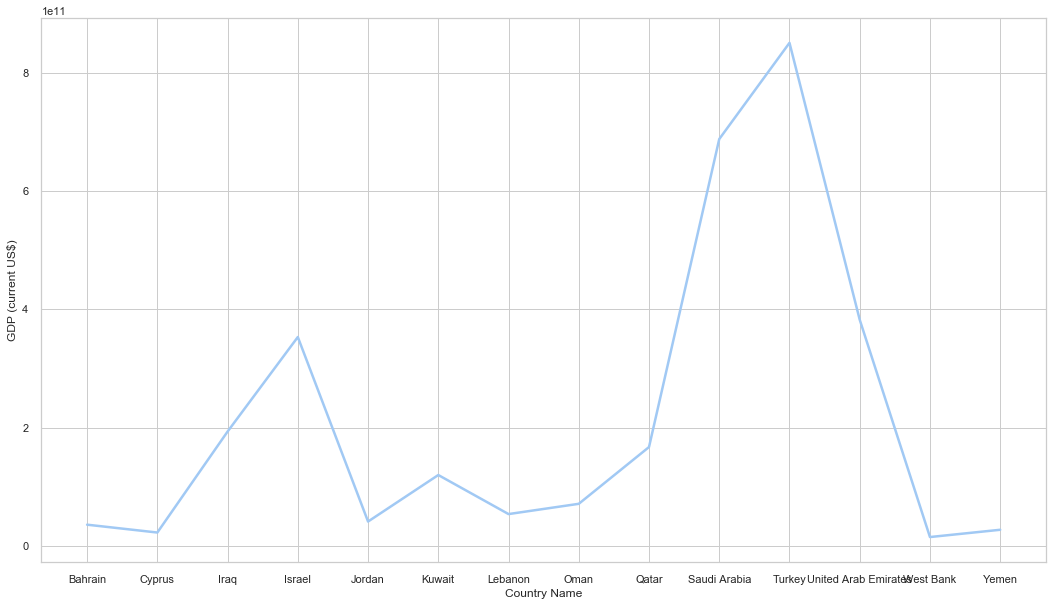 1e11
8
6
4
2
0
GDP (current US$)
Bahrain Cyprus Iraq Israel Jordan Kuwait Lebanon Oman Qatar Saudi Arabia Turkey United Arab Emirates West Bank Yemen
Country Name